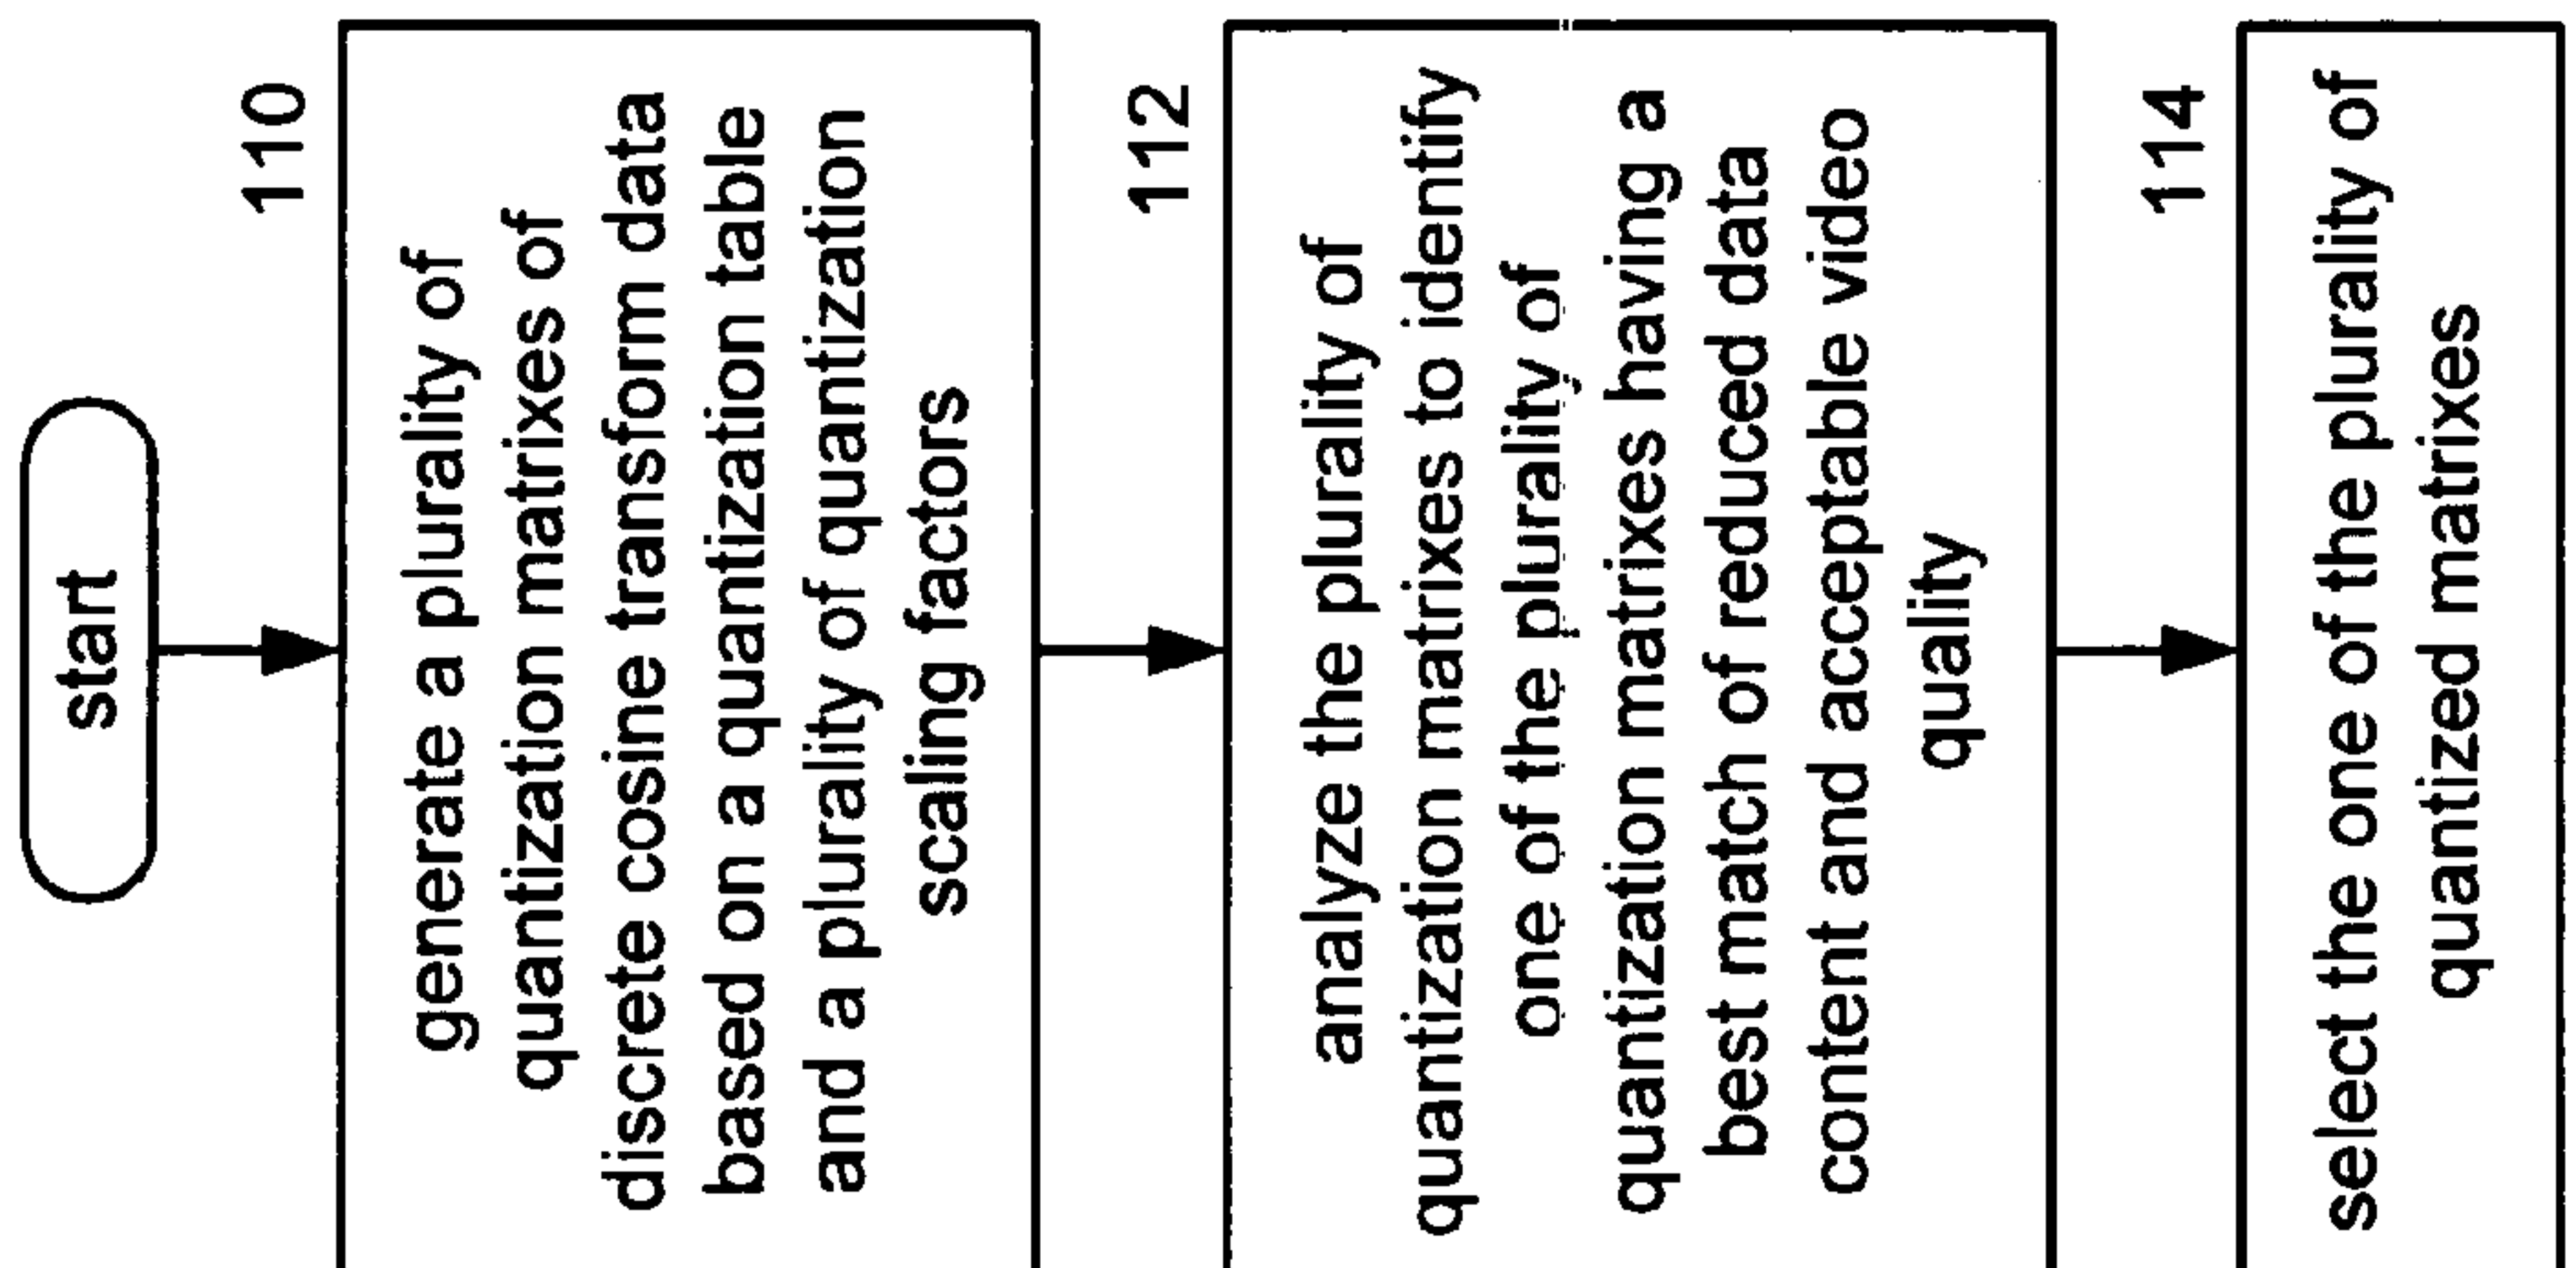 start
110
generate a plurality of
quantization matrixes of
discrete cosine transform data
based on a quantization table
and a plurality of quantization
scaling factors
112
analyze the plurality of
quantization matrixes to identify
one of the plurality of
quantization matrixes having a
best match of reduced data
content and acceptable video
quality
114
select the one of the plurality of
quantized matrixes